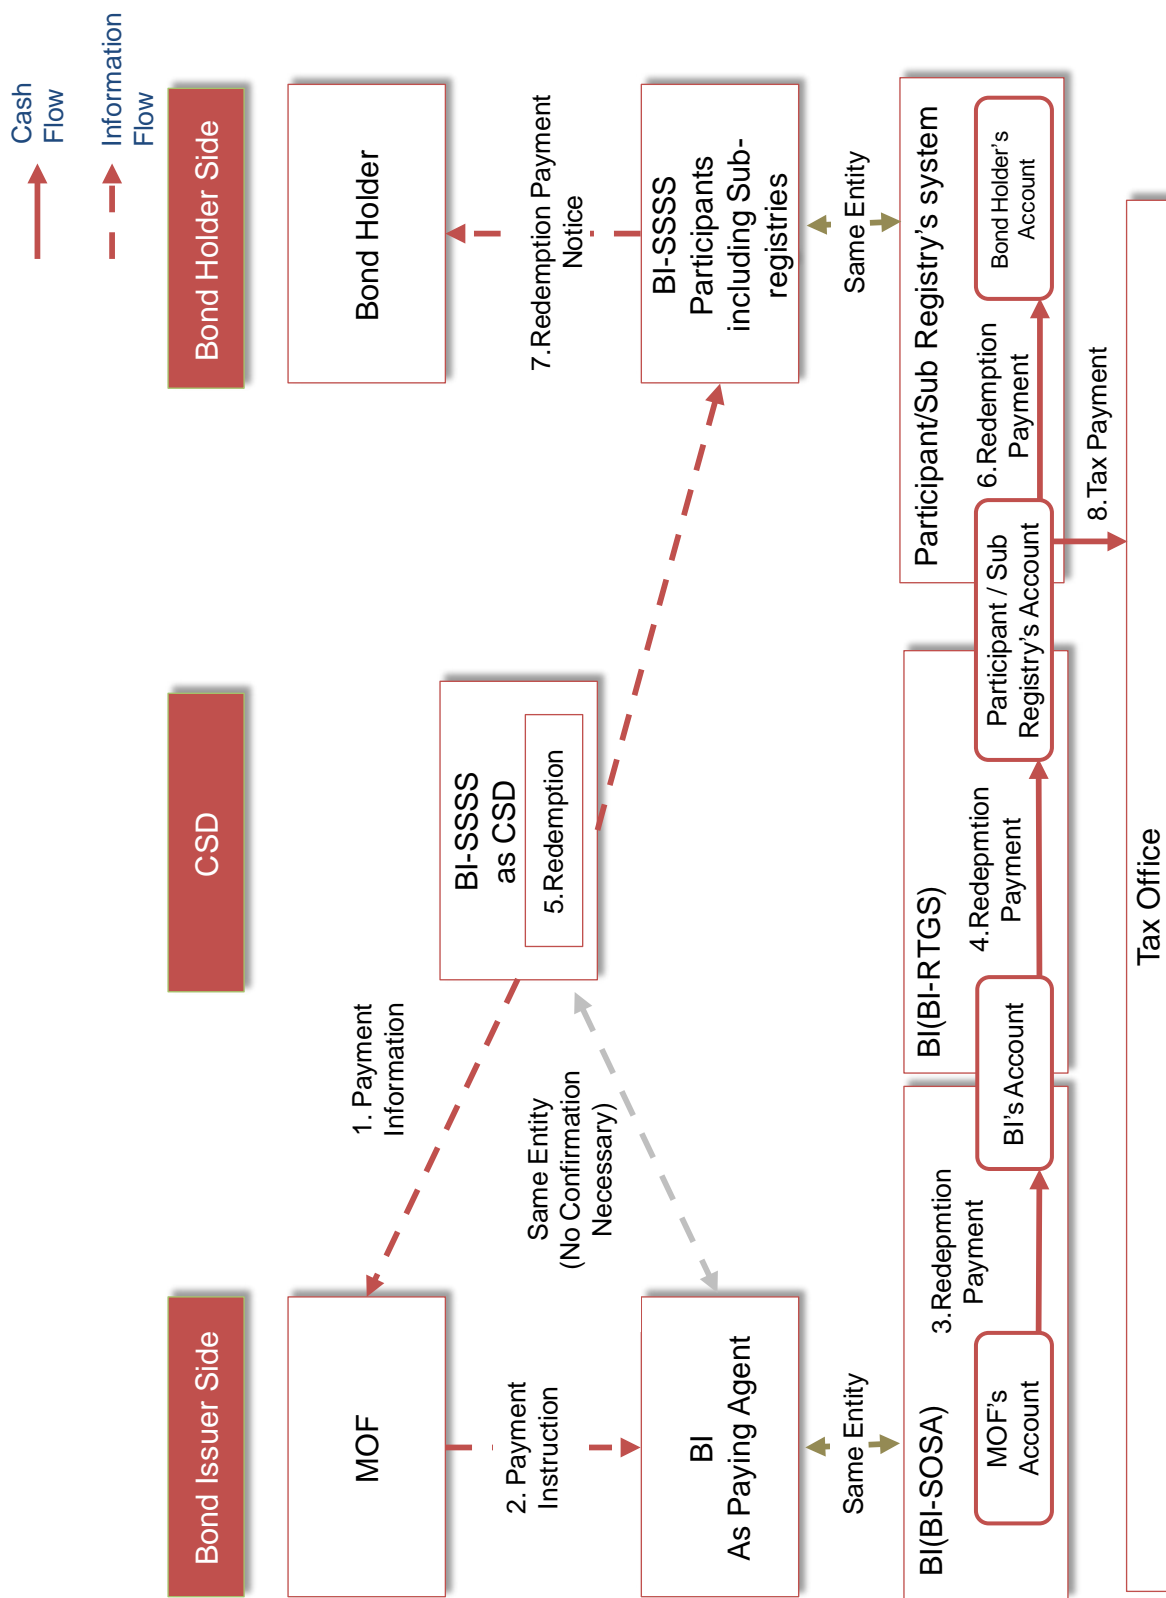 Cash
Flow
Information
Flow
Bond Issuer Side
CSD
Bond Holder Side
MOF
Bond Holder
1. Payment
Information
BI-SSSS
as CSD
5.Redemption
2. Payment
Instruction
Same Entity
(No Confirmation
Necessary)
7.Redemption Payment
Notice
BI
As Paying Agent
BI-SSSS
Participants
including Sub-
registries
Same Entity
Same Entity
BI(BI-SOSA)
BI(BI-RTGS)
Participant/Sub Registry's system
3.Redepmtion
Payment
4.Redepmtion
Payment
6.Redemption
Payment
MOF's
Account
BI's Account
Participant / Sub
Registry's Account
Bond Holder's
Account
8.Tax Payment
Tax Office